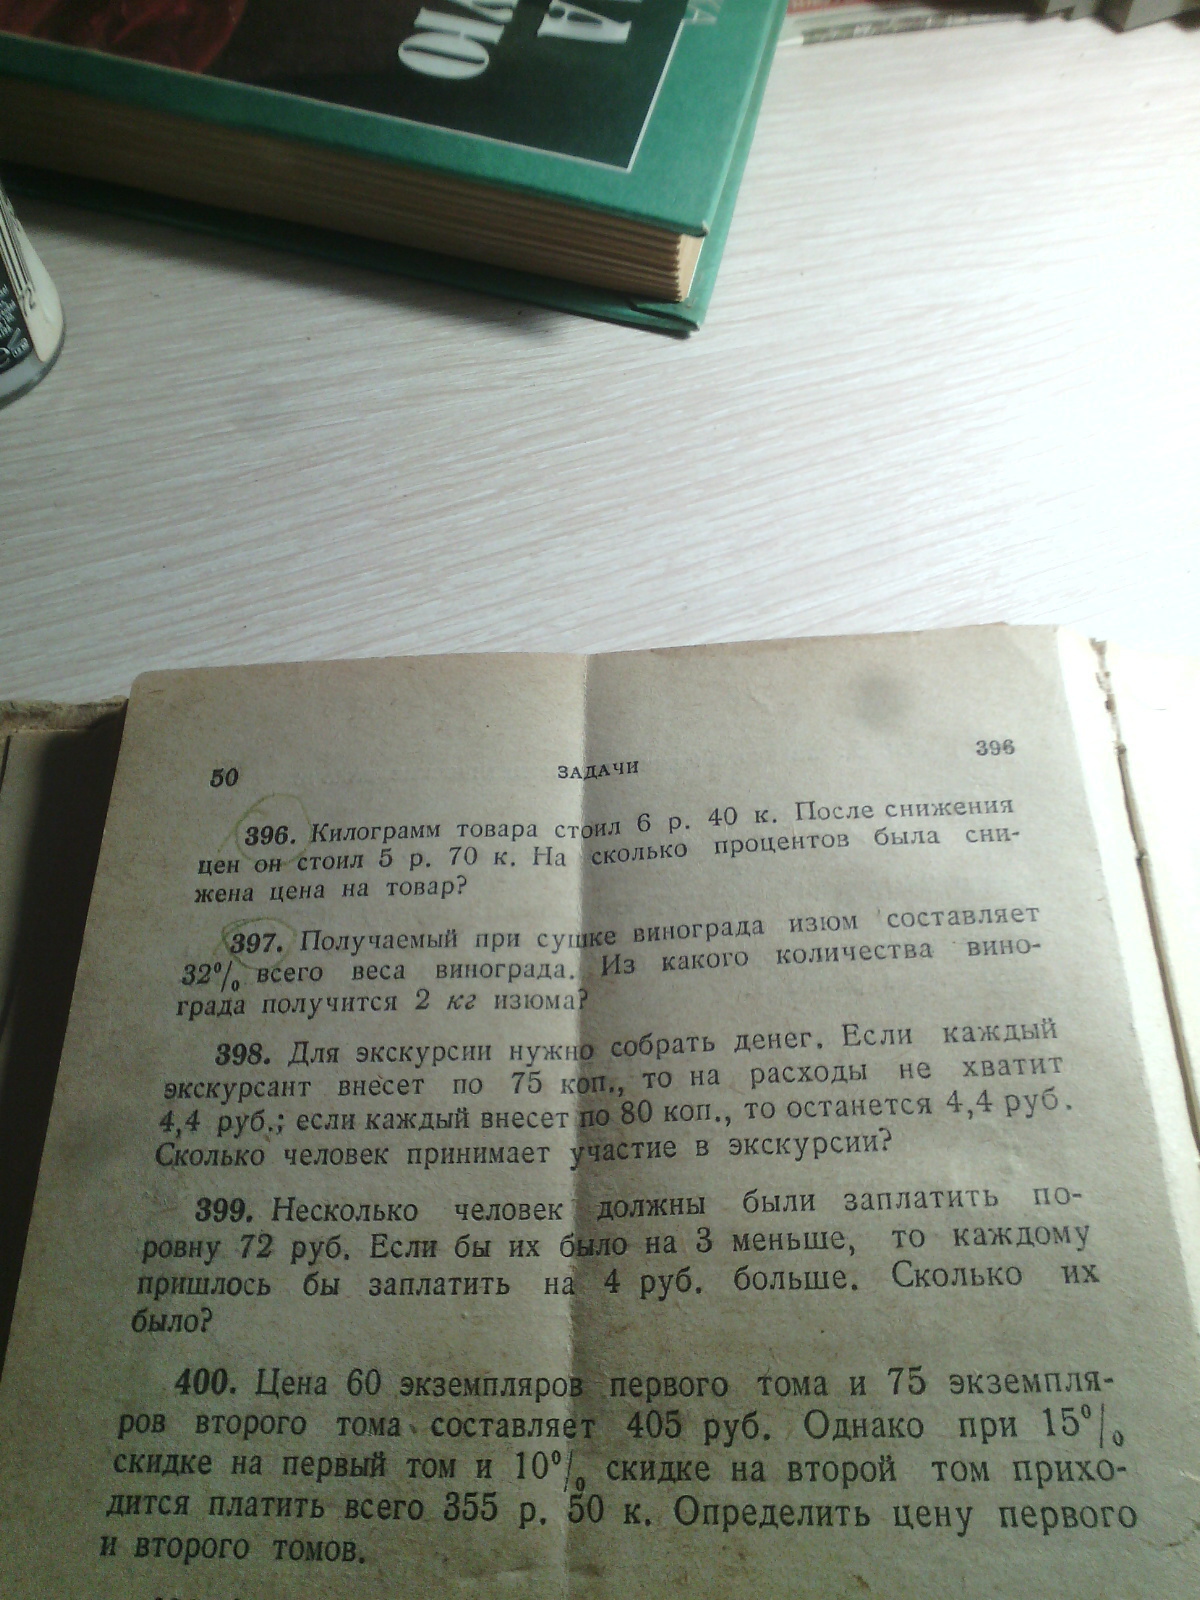 50 ЗАДАЧИ 396
396. Килограмм товара стоил 6 р. 40 к. После снижения
цен он стоил 5 р. 70 к. На сколько процентов была сни-
жена цена на товар?
397. Получаемый при сушке винограда изюм составляет
32% всего веса винограда. Из какого количества вино-
града получится 2 кг изюма?
398. Для экскурсии нужно собрать денег. Если каждый
экскурсант внесет по 75 коп., то на расходы не хватит
4,4 руб.; если каждый внесет по 80 коп., то останется 4,4 руб.
Сколько человек принимает участие в экскурсии?
399. Несколько человек должны были заплатить по-
ровну 72 руб. Если бы их было на 3 меньше, то каждому
пришлось бы заплатить на 4 руб. больше. Сколько их
было?
400. Цена 60 экземпляров первого тома и 75 экземпля-
ров второго тома составляет 405 руб. Однако при 15%
скидке на первый том и 10% скидке на второй том прихо-
дится платить всего 355 р. 50 к. Определить цену первого
и второго томов.